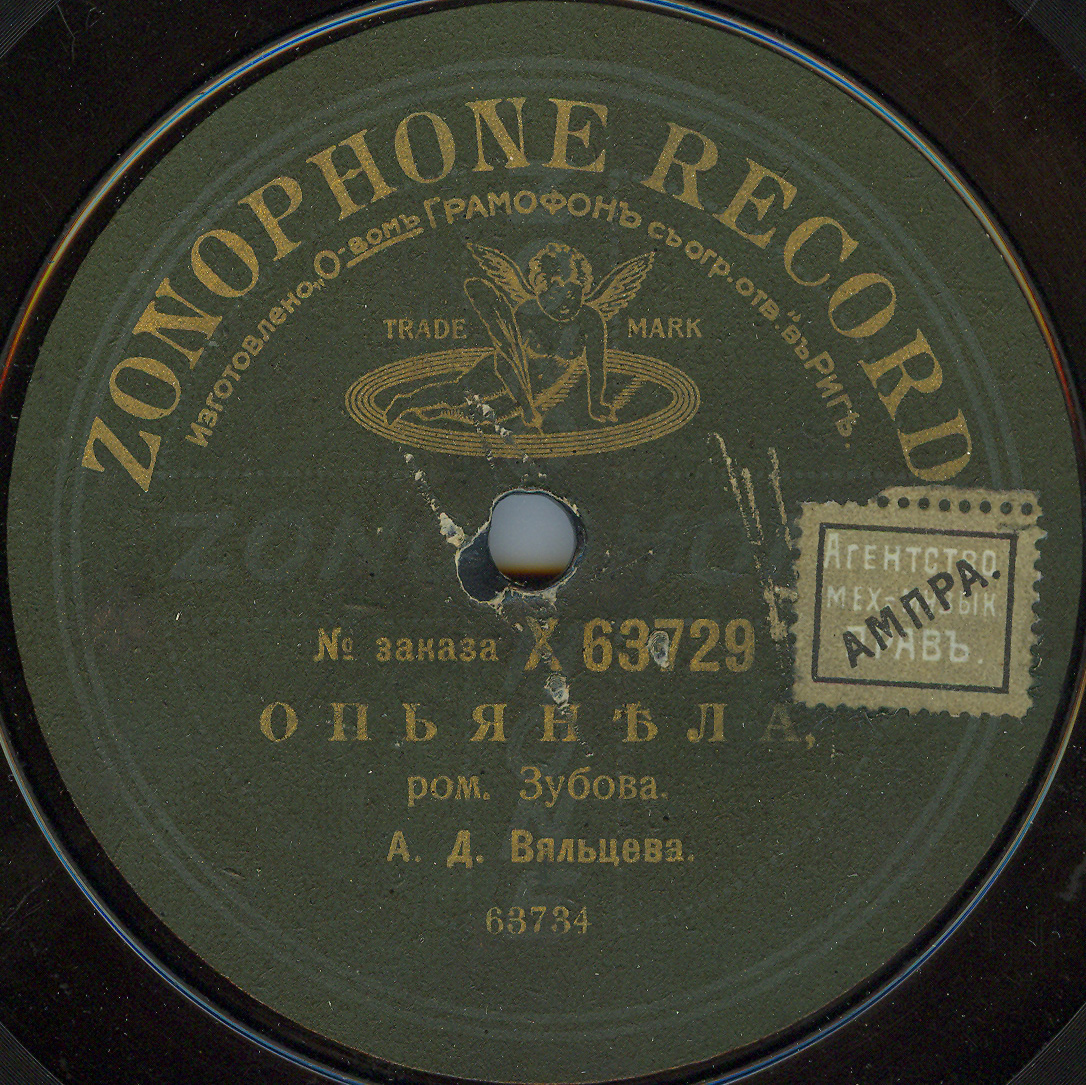 ZONOPHONE RECORD
Изготовлено „О-вомъ Грамофонъ съ огр. отв.“ въ Ригѣ.
TRADE MARK
№ заказа X 63729
ОПЬЯНѢЛА,
ром. Зубова.
А. Д. Вяльцева.
63734
Агентство
мех-
правъ.
АМПРА.